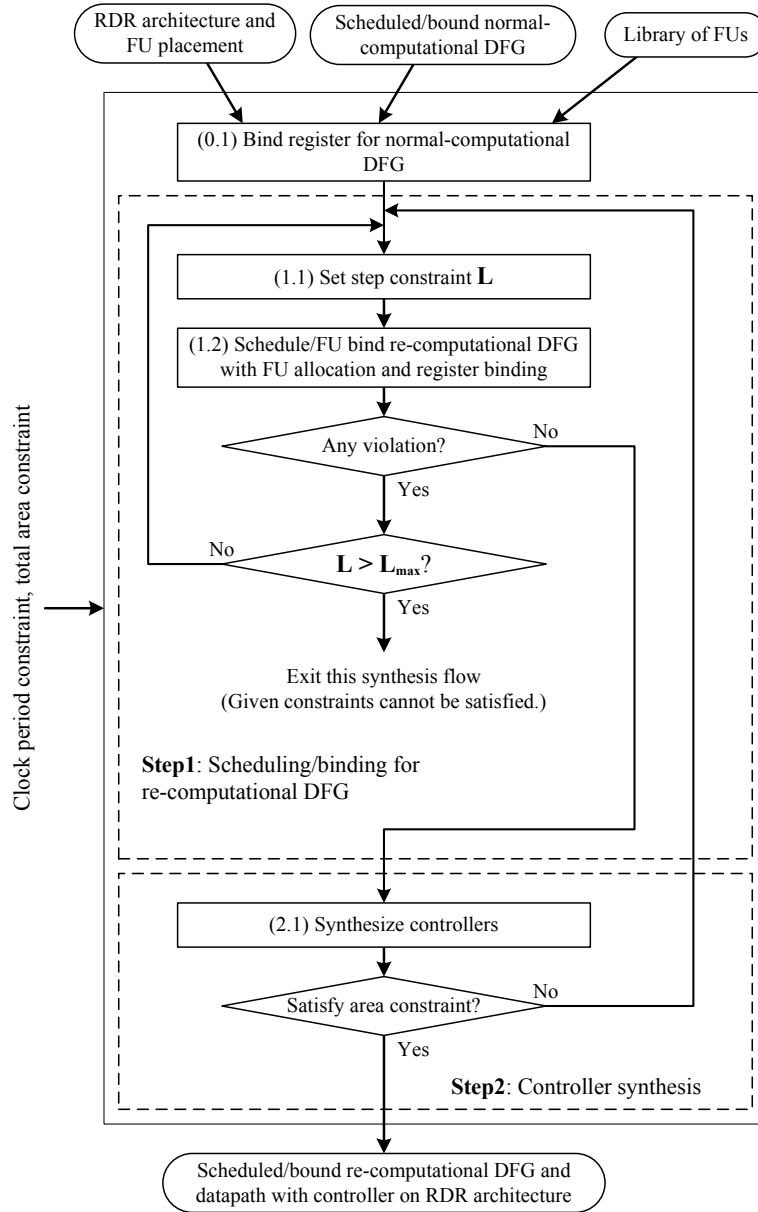 RDR architecture and
FU placement
Scheduled/bound normal-
computational DFG
Library of FUs
(0.1) Bind register for normal-computational
DFG
(1.1) Set step constraint L
(1.2) Schedule/FU bind re-computational DFG
with FU allocation and register binding
Any violation?
No
Yes
No
L > Lmax?
Yes
Exit this synthesis flow
(Given constraints cannot be satisfied.)
Clock period constraint, total area constraint
Step1: Scheduling/binding for
re-computational DFG
(2.1) Synthesize controllers
Satisfy area constraint?
No
Yes
Step2: Controller synthesis
Scheduled/bound re-computational DFG and
datapath with controller on RDR architecture